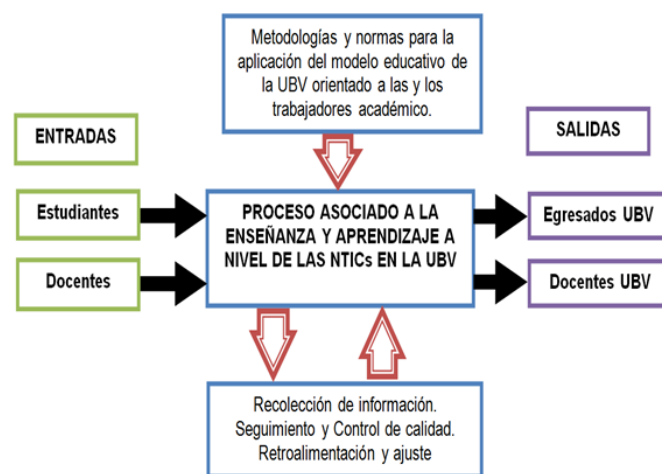 Metodologías y normas para la
aplicación del modelo educativo de
la UBV orientado a las y los
trabajadores académico.
ENTRADAS
SALIDAS
Estudiantes
Docentes
PROCESO ASOCIADO A LA
ENSEÑANZA Y APRENDIZAJE A
NIVEL DE LAS NTICs EN LA UBV
Egresados UBV
Docentes UBV
Recolección de información.
Seguimiento y Control de calidad.
Retroalimentación y ajuste